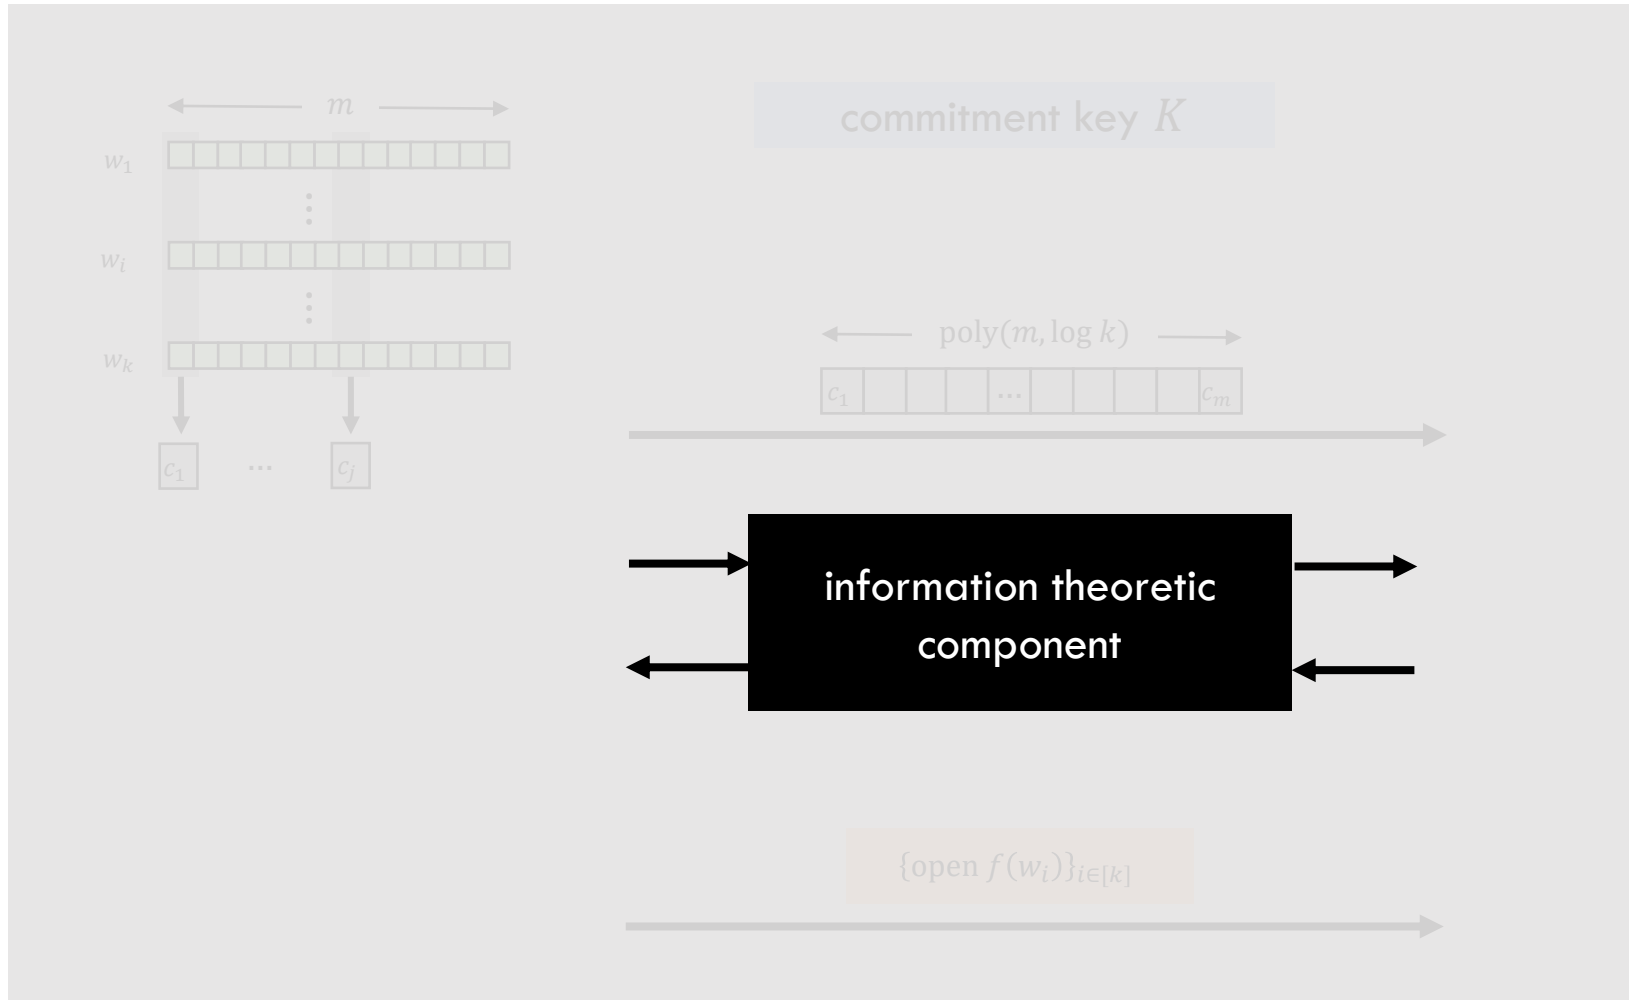 m
commitment key K
w₁
⋮
wᵢ
⋮
poly(m, log k)
wₖ
c₁ ... cₘ
c₁ ... cⱼ
information theoretic
component
{open f(wᵢ)}ᵢ∈[ₖ]